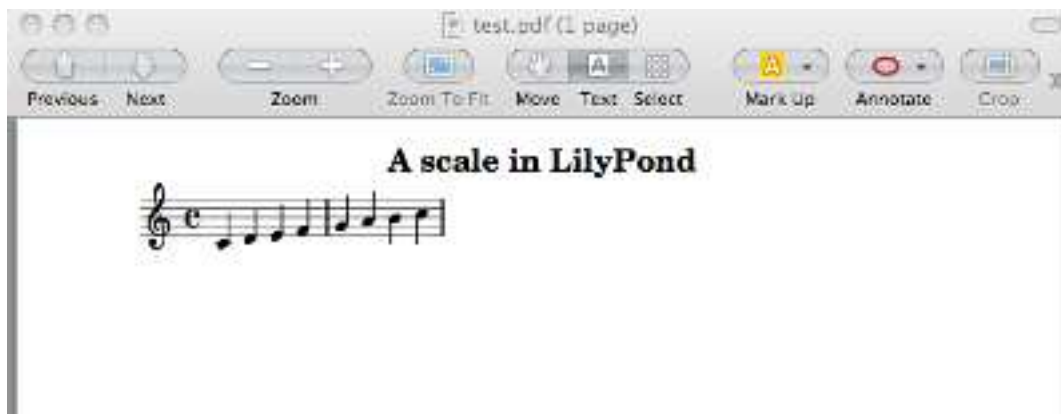 test.pdf (1 page)
Previous Next Zoom Zoom To Fit Move Text Select Mark Up Annotate Crop
A scale in LilyPond